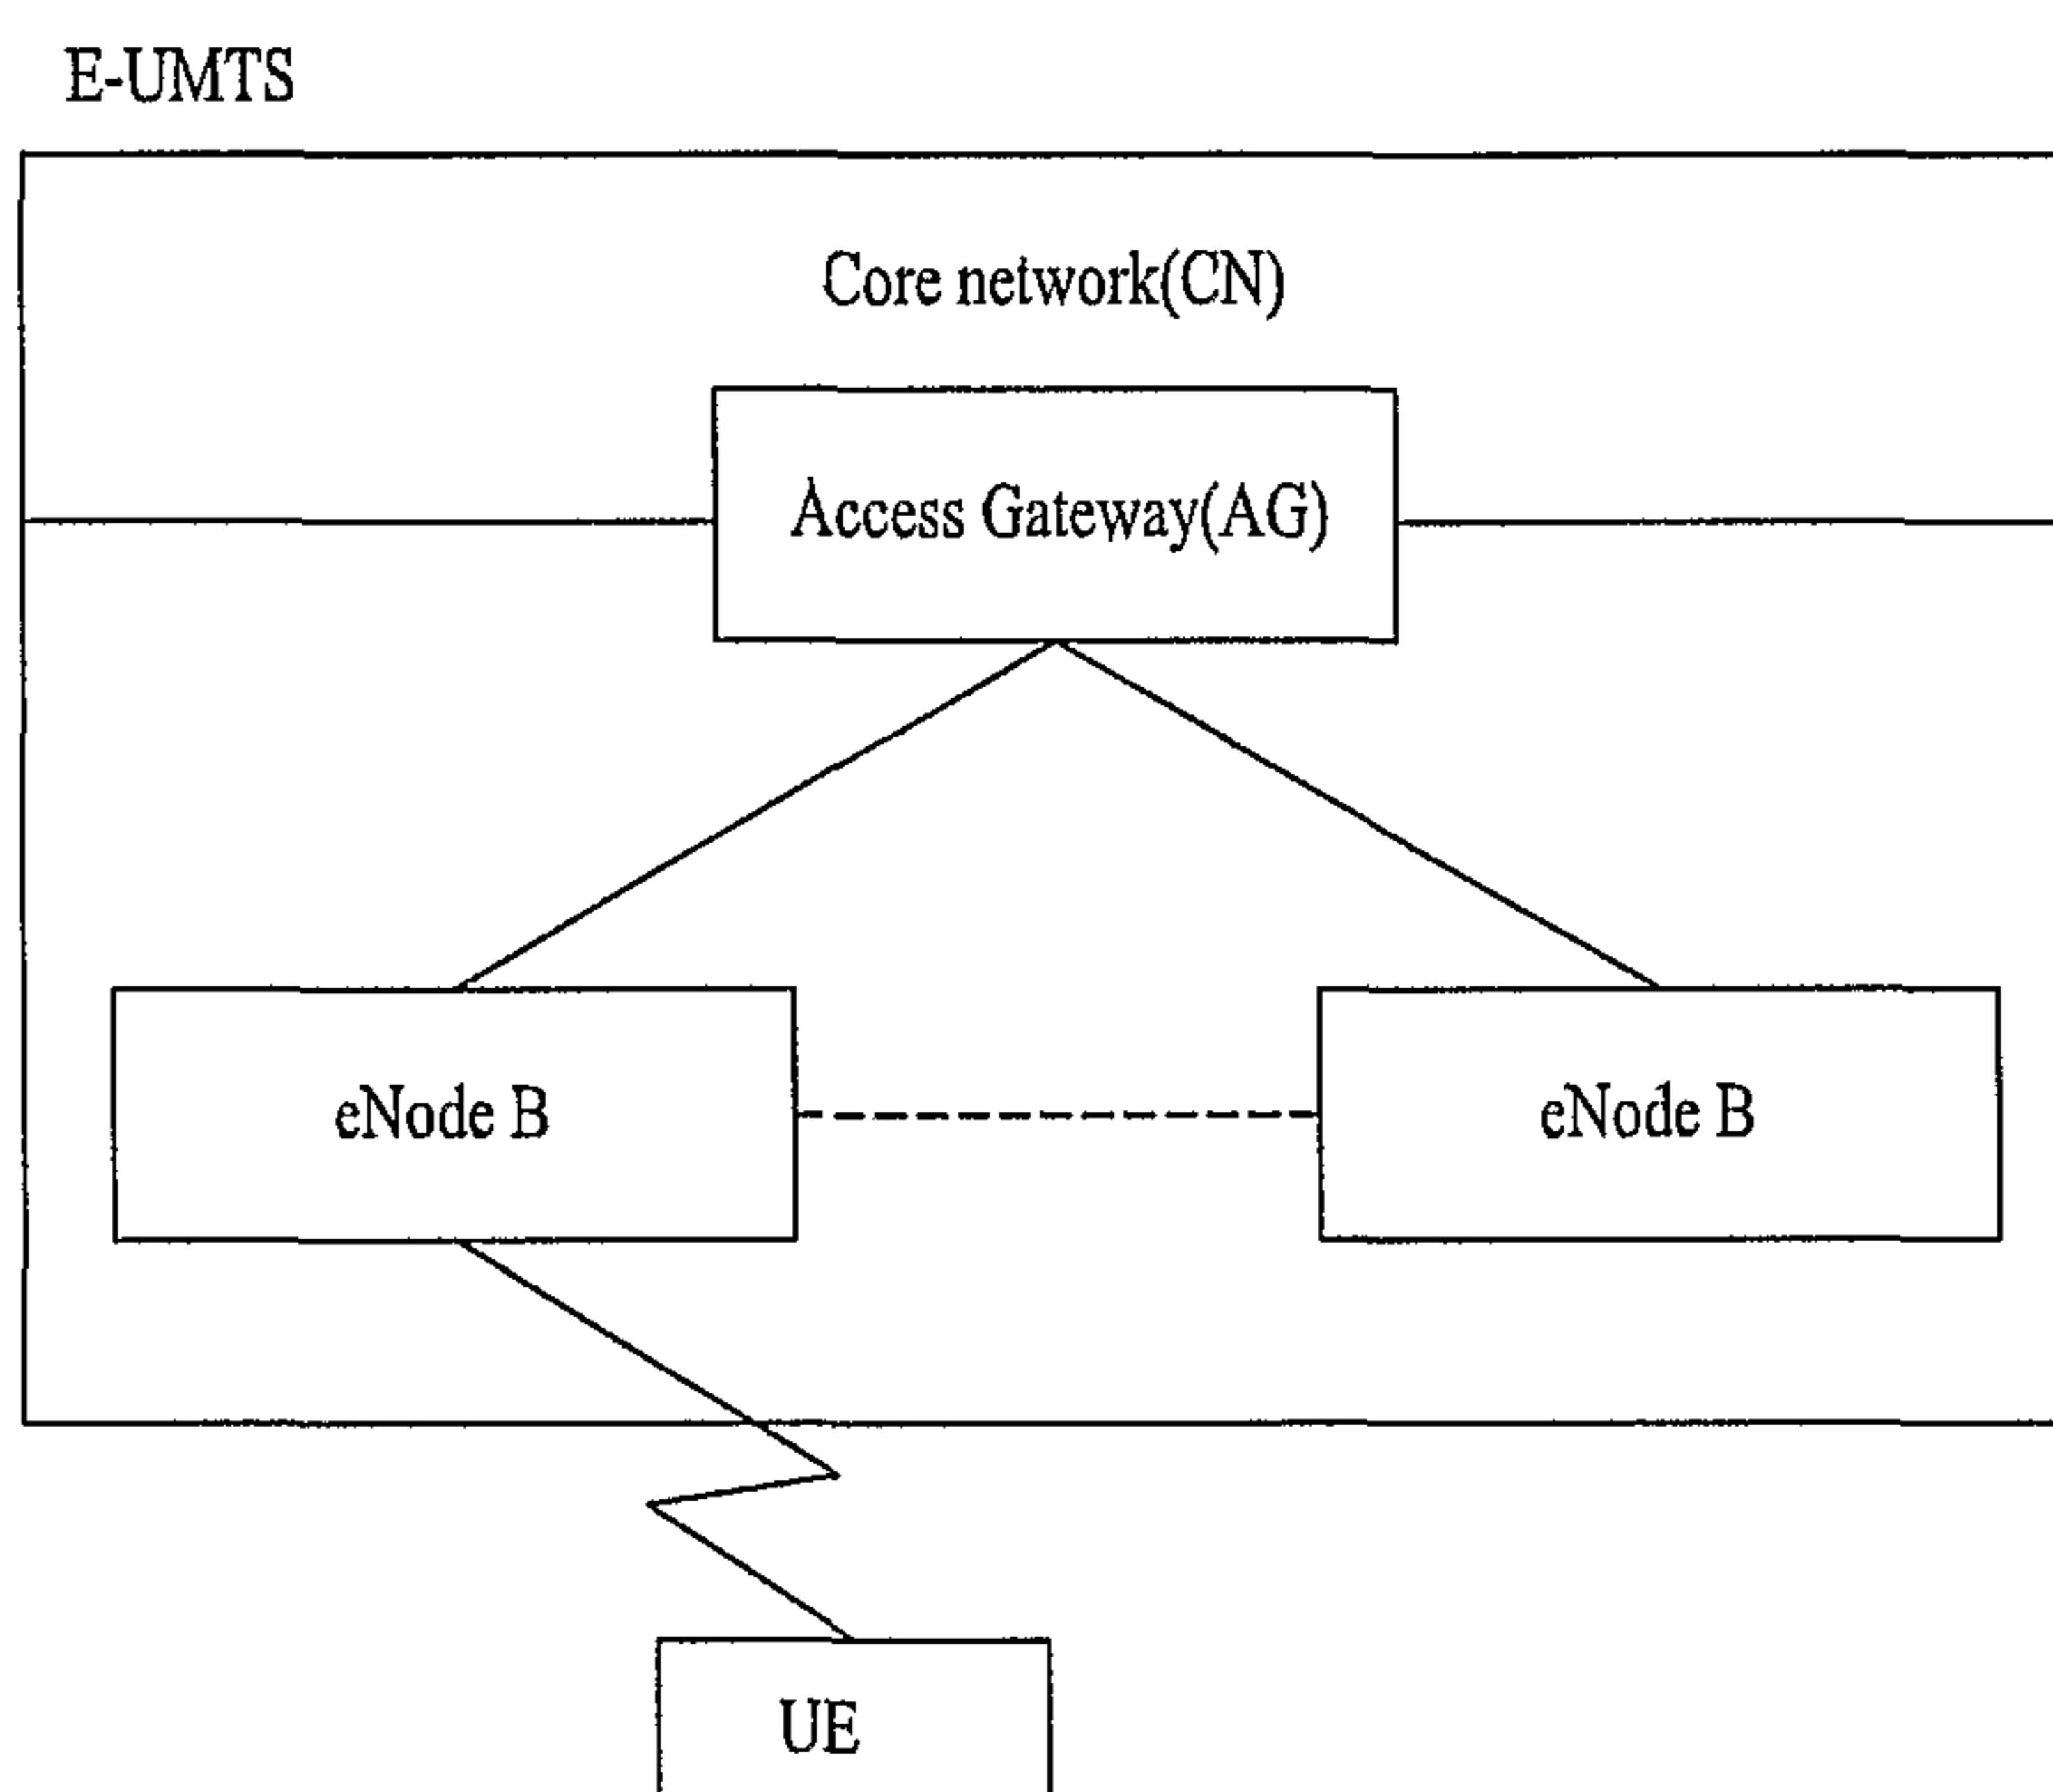 E-UMTS
Core network(CN)
Access Gateway(AG)
eNode B
eNode B
UE